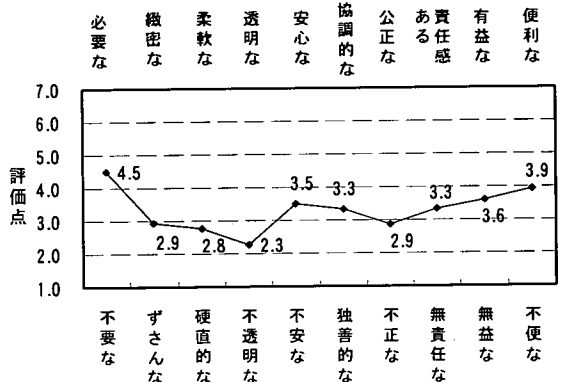 必要な
緻密な
柔軟な
透明な
安心な
協調的な
公正な
責任感
ある
有益な
便利な
7.0
6.0
5.0
4.0
3.0
2.0
1.0
評価点
4.5
2.9
2.8
2.3
3.5
3.3
2.9
3.3
3.6
3.9
不要な
ずさんな
硬直的な
不透明な
不安な
独善的な
不正な
無責任な
無益な
不便な